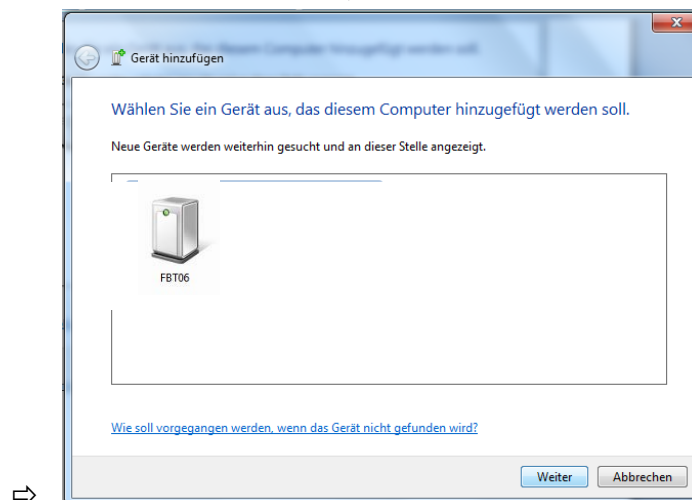 Gerät hinzufügen
Wählen Sie ein Gerät aus, das diesem Computer hinzugefügt werden soll.
Neue Geräte werden weiterhin gesucht und an dieser Stelle angezeigt.
FBT06
Wie soll vorgegangen werden, wenn das Gerät nicht gefunden wird?
Weiter Abbrechen